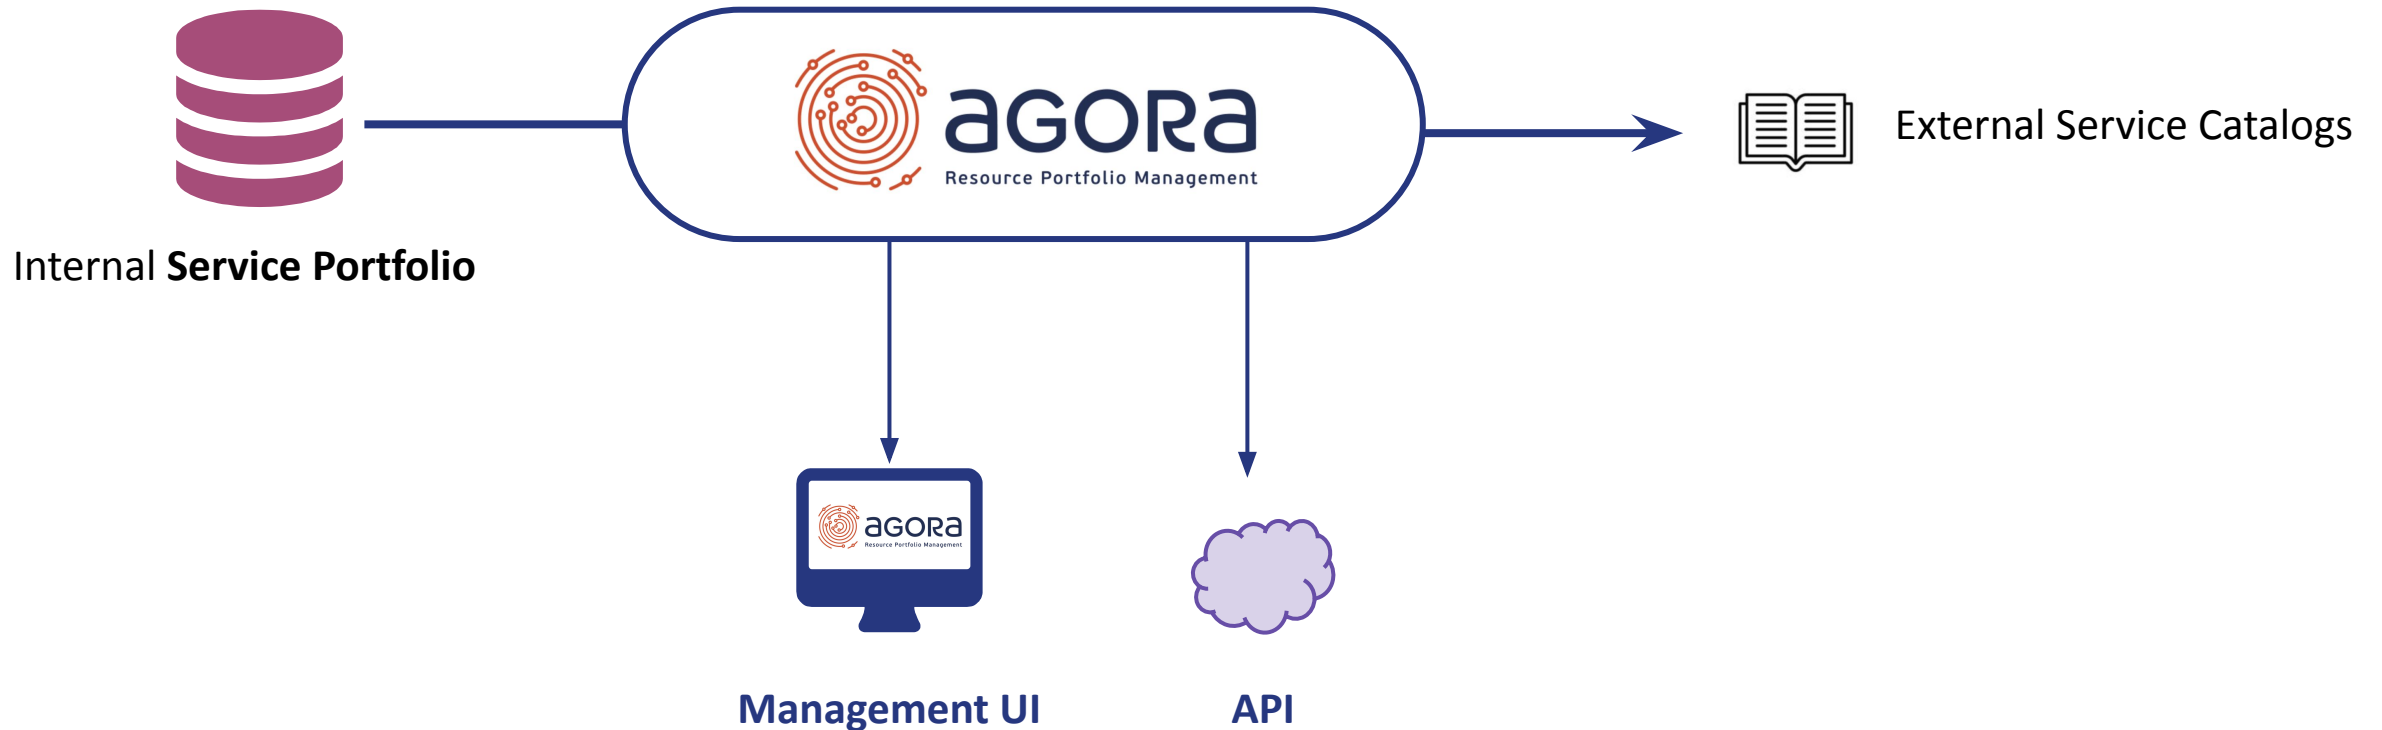 aGORa
Resource Portfolio Management
External Service Catalogs
Internal Service Portfolio
aGORa
Resource Portfolio Management
Management UI
API